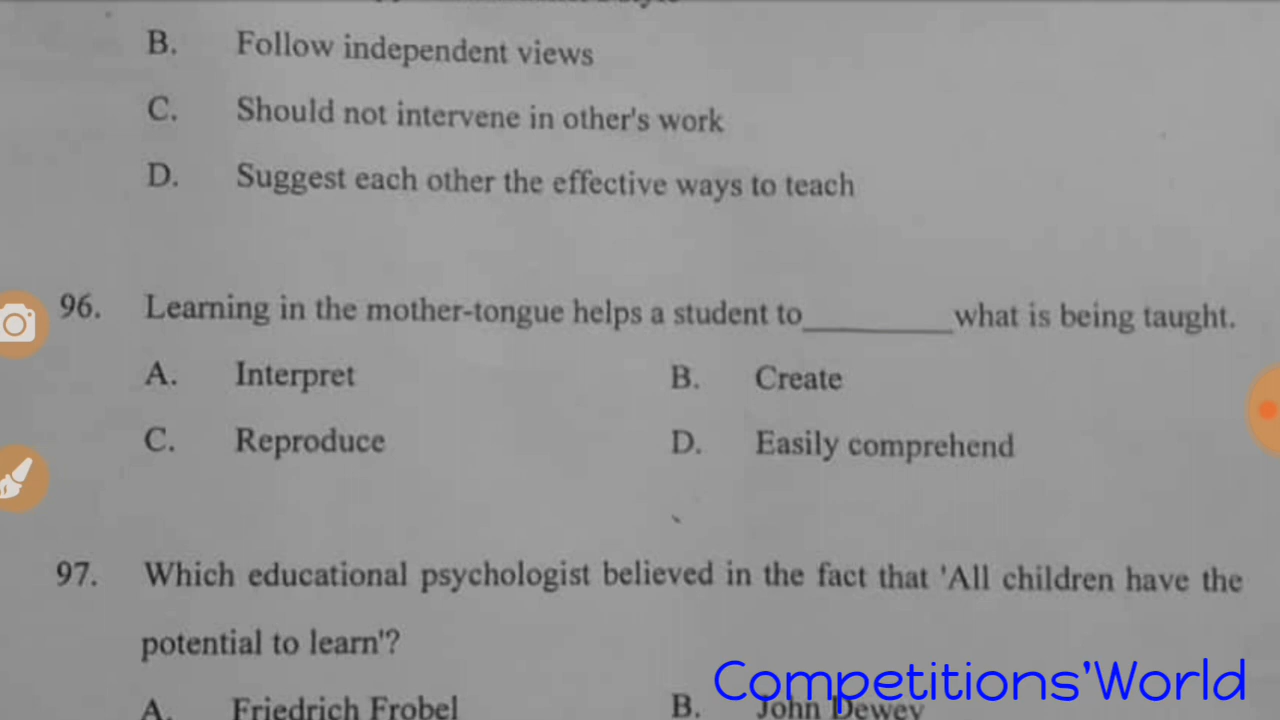 B. Follow independent views
C. Should not intervene in other's work
D. Suggest each other the effective ways to teach
96. Learning in the mother-tongue helps a student to_________what is being taught.
A. Interpret B. Create
C. Reproduce D. Easily comprehend
97. Which educational psychologist believed in the fact that 'All children have the
potential to learn'?
A. Friedrich Frobel B. John Dewey
Competitions'World